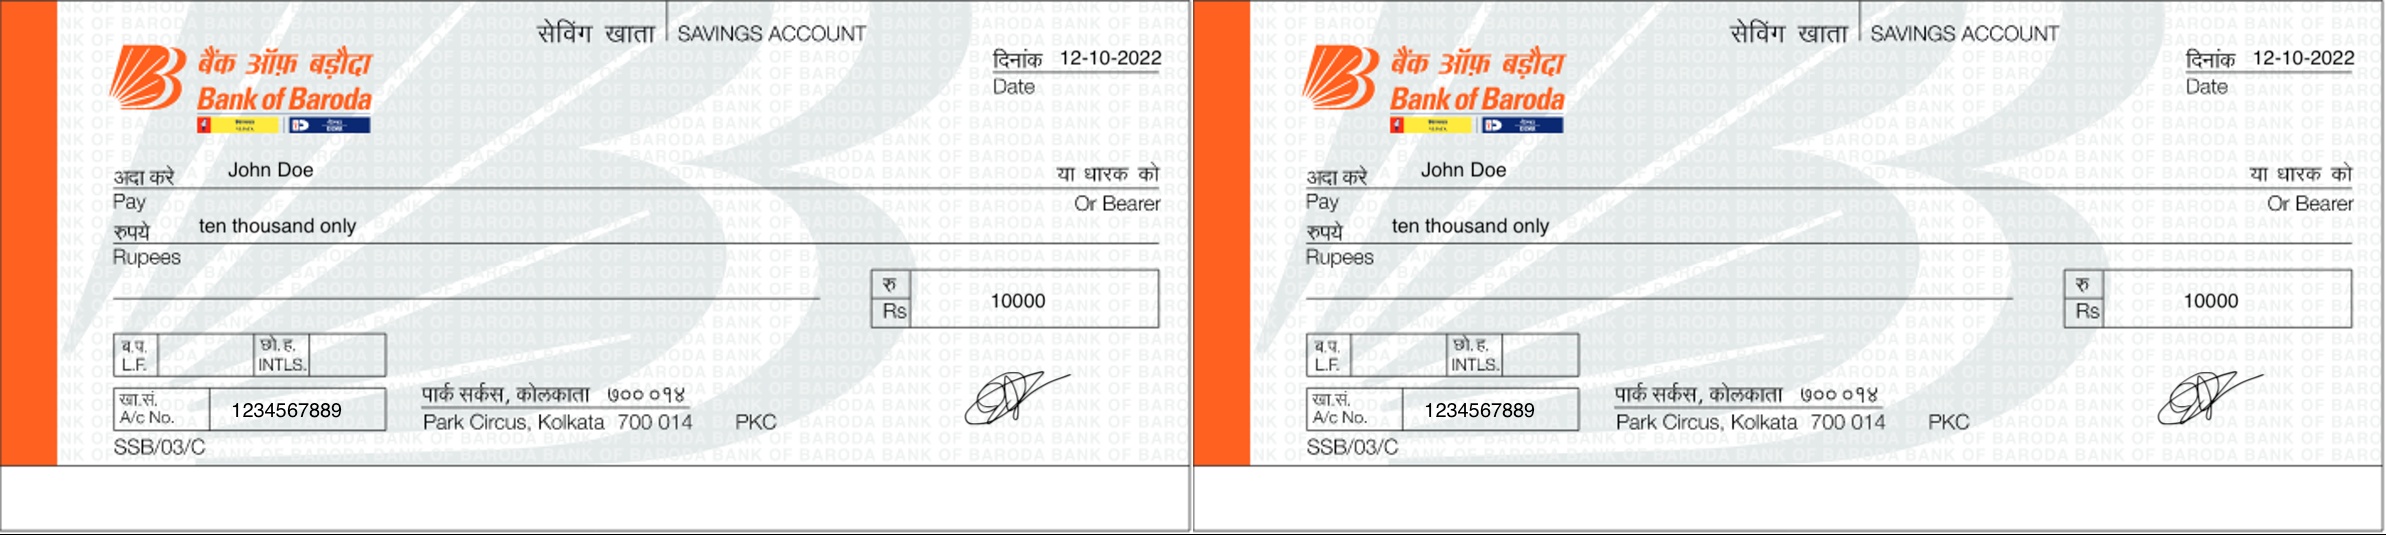 सेविंग खाता SAVINGS ACCOUNT
बैंक ऑफ़ बड़ौदा
Bank of Baroda
दिनांक 12-10-2022
Date
अदा करे John Doe या धारक को
Pay Or Bearer
रुपये ten thousand only
Rupees
रु
Rs 10000
ब.प. छो.ह.
L.F. INTLS.
खा.सं.
A/c No. 1234567889
पार्क सर्कस, कोलकाता ७०० ०१४
Park Circus, Kolkata 700 014 PKC
SSB/03/C
सेविंग खाता SAVINGS ACCOUNT
बैंक ऑफ़ बड़ौदा
Bank of Baroda
दिनांक 12-10-2022
Date
अदा करे John Doe या धारक को
Pay Or Bearer
रुपये ten thousand only
Rupees
रु
Rs 10000
ब.प. छो.ह.
L.F. INTLS.
खा.सं.
A/c No. 1234567889
पार्क सर्कस, कोलकाता ७०० ०१४
Park Circus, Kolkata 700 014 PKC
SSB/03/C